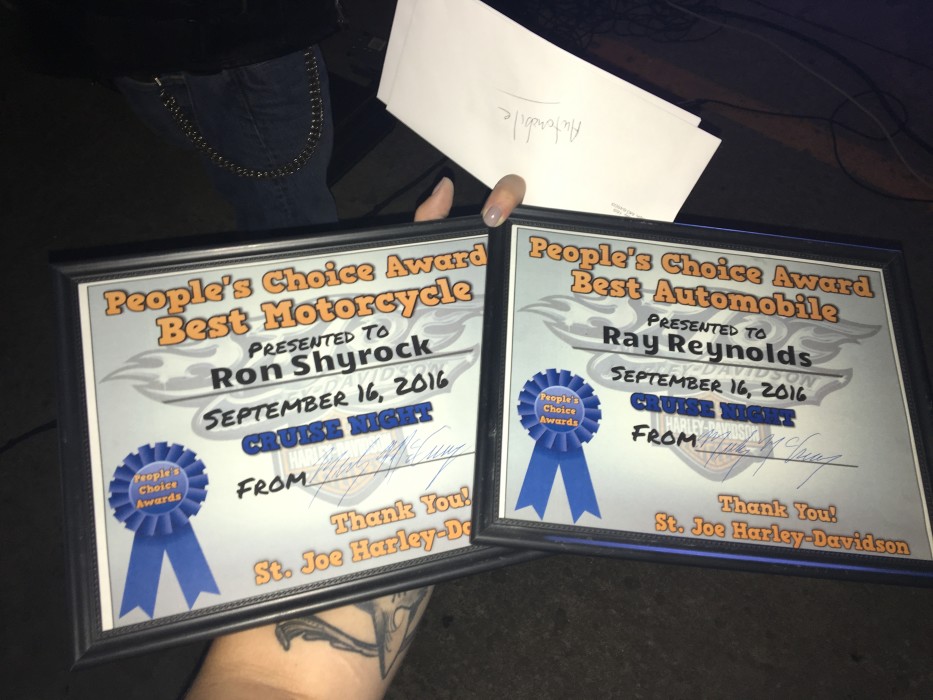 Automobile
People's Choice Award
Best Motorcycle
Presented To
Ron Shyrock
September 16, 2016
CRUISE NIGHT
From
People's
Choice
Awards
Thank You!
St. Joe Harley-Da
People's Choice Award
Best Automobile
Presented to
Ray Reynolds
September 16, 2016
CRUISE NIGHT
From
People's
Choice
Awards
Thank You!
St. Joe Harley-Davidson